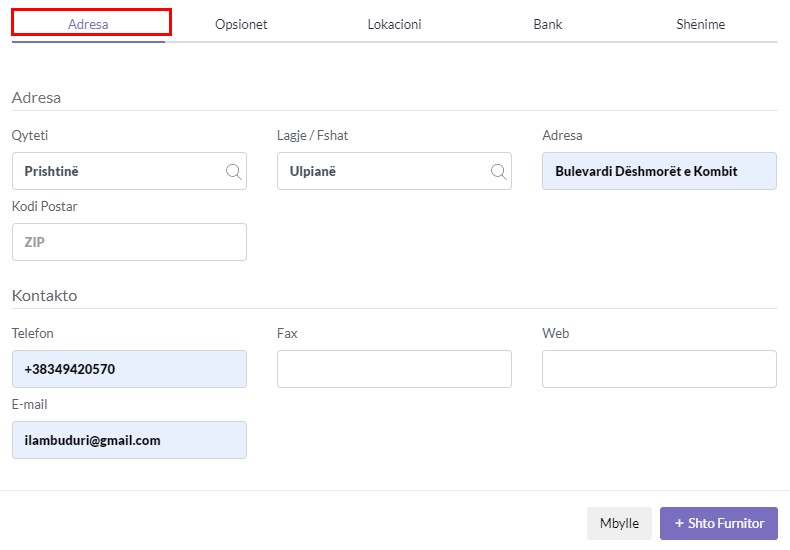 Adresa Opsionet Lokacioni Bank Shënime
Adresa
Qyteti Lagje / Fshat Adresa
Prishtinë Ulpianë Bulevardi Dëshmorët e Kombit
Kodi Postar
ZIP
Kontakto
Telefon Fax Web
+38349420570
E-mail
ilambuduri@gmail.com
Mbylle + Shto Furnitor